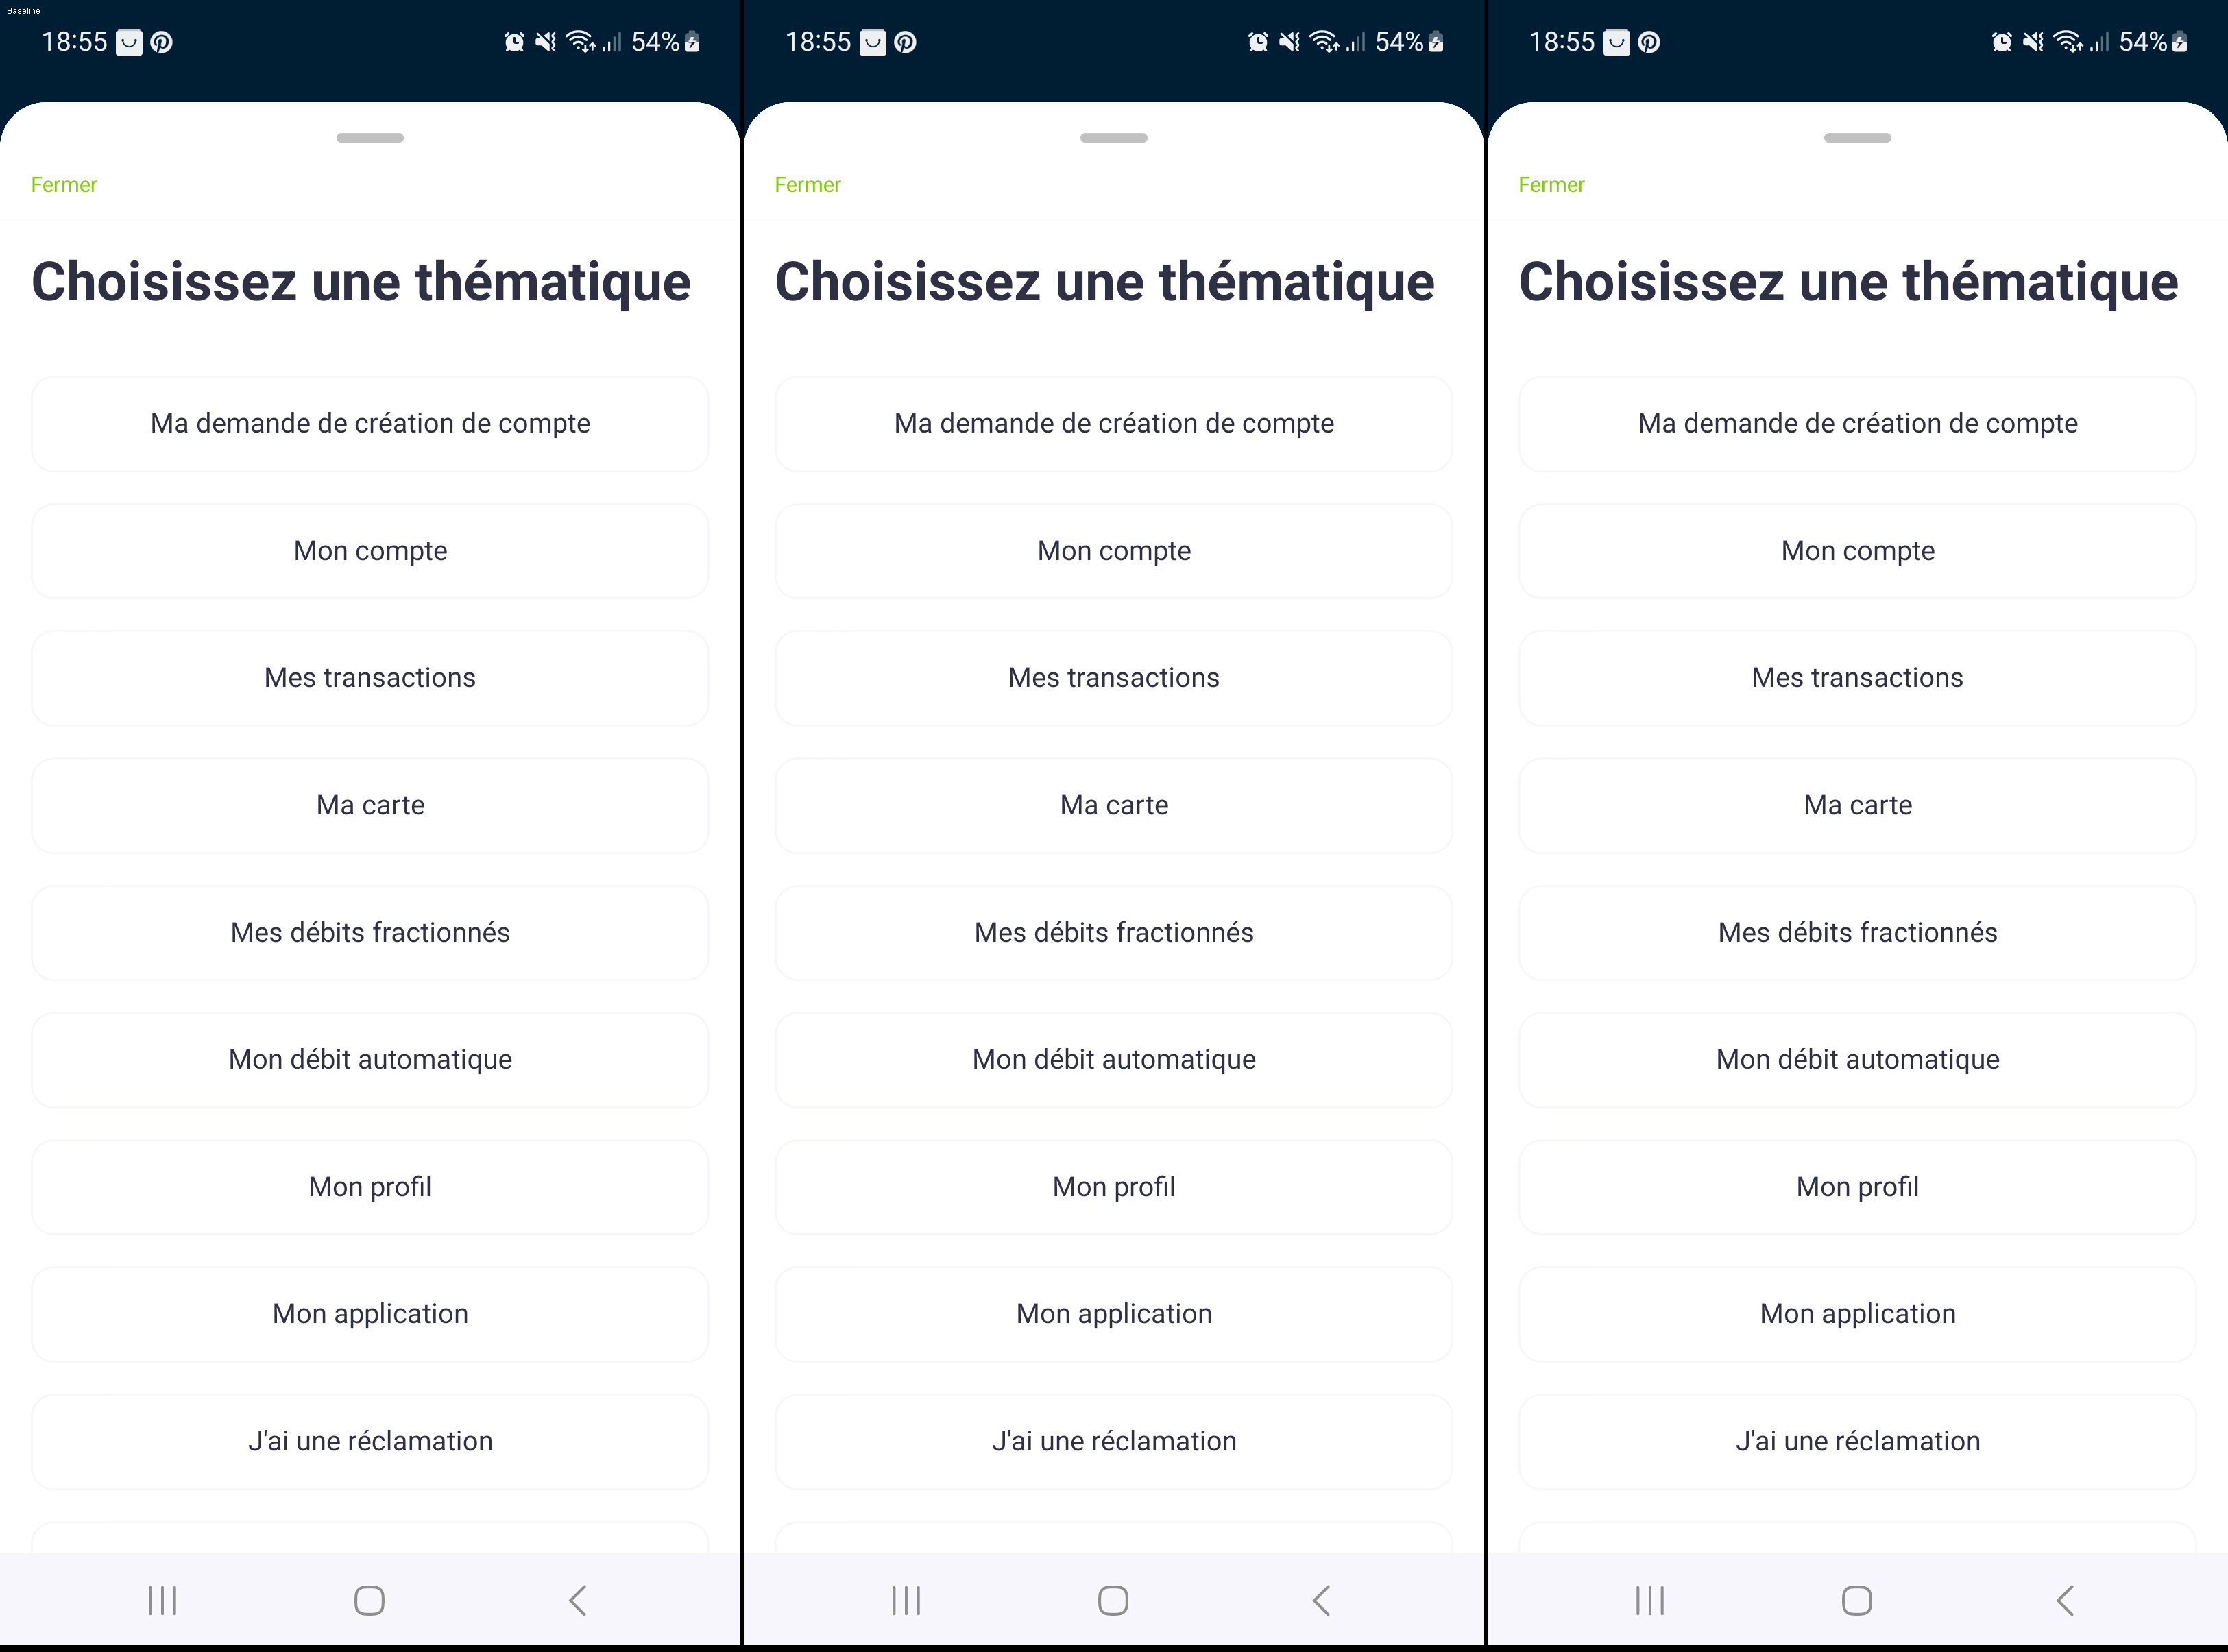 Baseline
18:55 54%
Fermer
Choisissez une thématique
Ma demande de création de compte
Mon compte
Mes transactions
Ma carte
Mes débits fractionnés
Mon débit automatique
Mon profil
Mon application
J'ai une réclamation
18:55 54%
Fermer
Choisissez une thématique
Ma demande de création de compte
Mon compte
Mes transactions
Ma carte
Mes débits fractionnés
Mon débit automatique
Mon profil
Mon application
J'ai une réclamation
18:55 54%
Fermer
Choisissez une thématique
Ma demande de création de compte
Mon compte
Mes transactions
Ma carte
Mes débits fractionnés
Mon débit automatique
Mon profil
Mon application
J'ai une réclamation